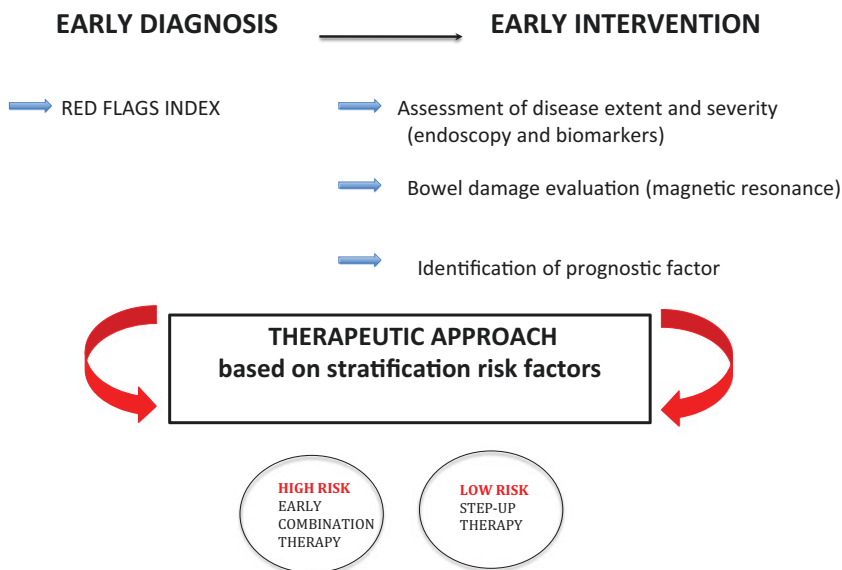 EARLY DIAGNOSIS
EARLY INTERVENTION
RED FLAGS INDEX
Assessment of disease extent and severity
(endoscopy and biomarkers)
Bowel damage evaluation (magnetic resonance)
Identification of prognostic factor
THERAPEUTIC APPROACH
based on stratification risk factors
HIGH RISK
EARLY
COMBINATION
THERAPY
LOW RISK
STEP-UP
THERAPY